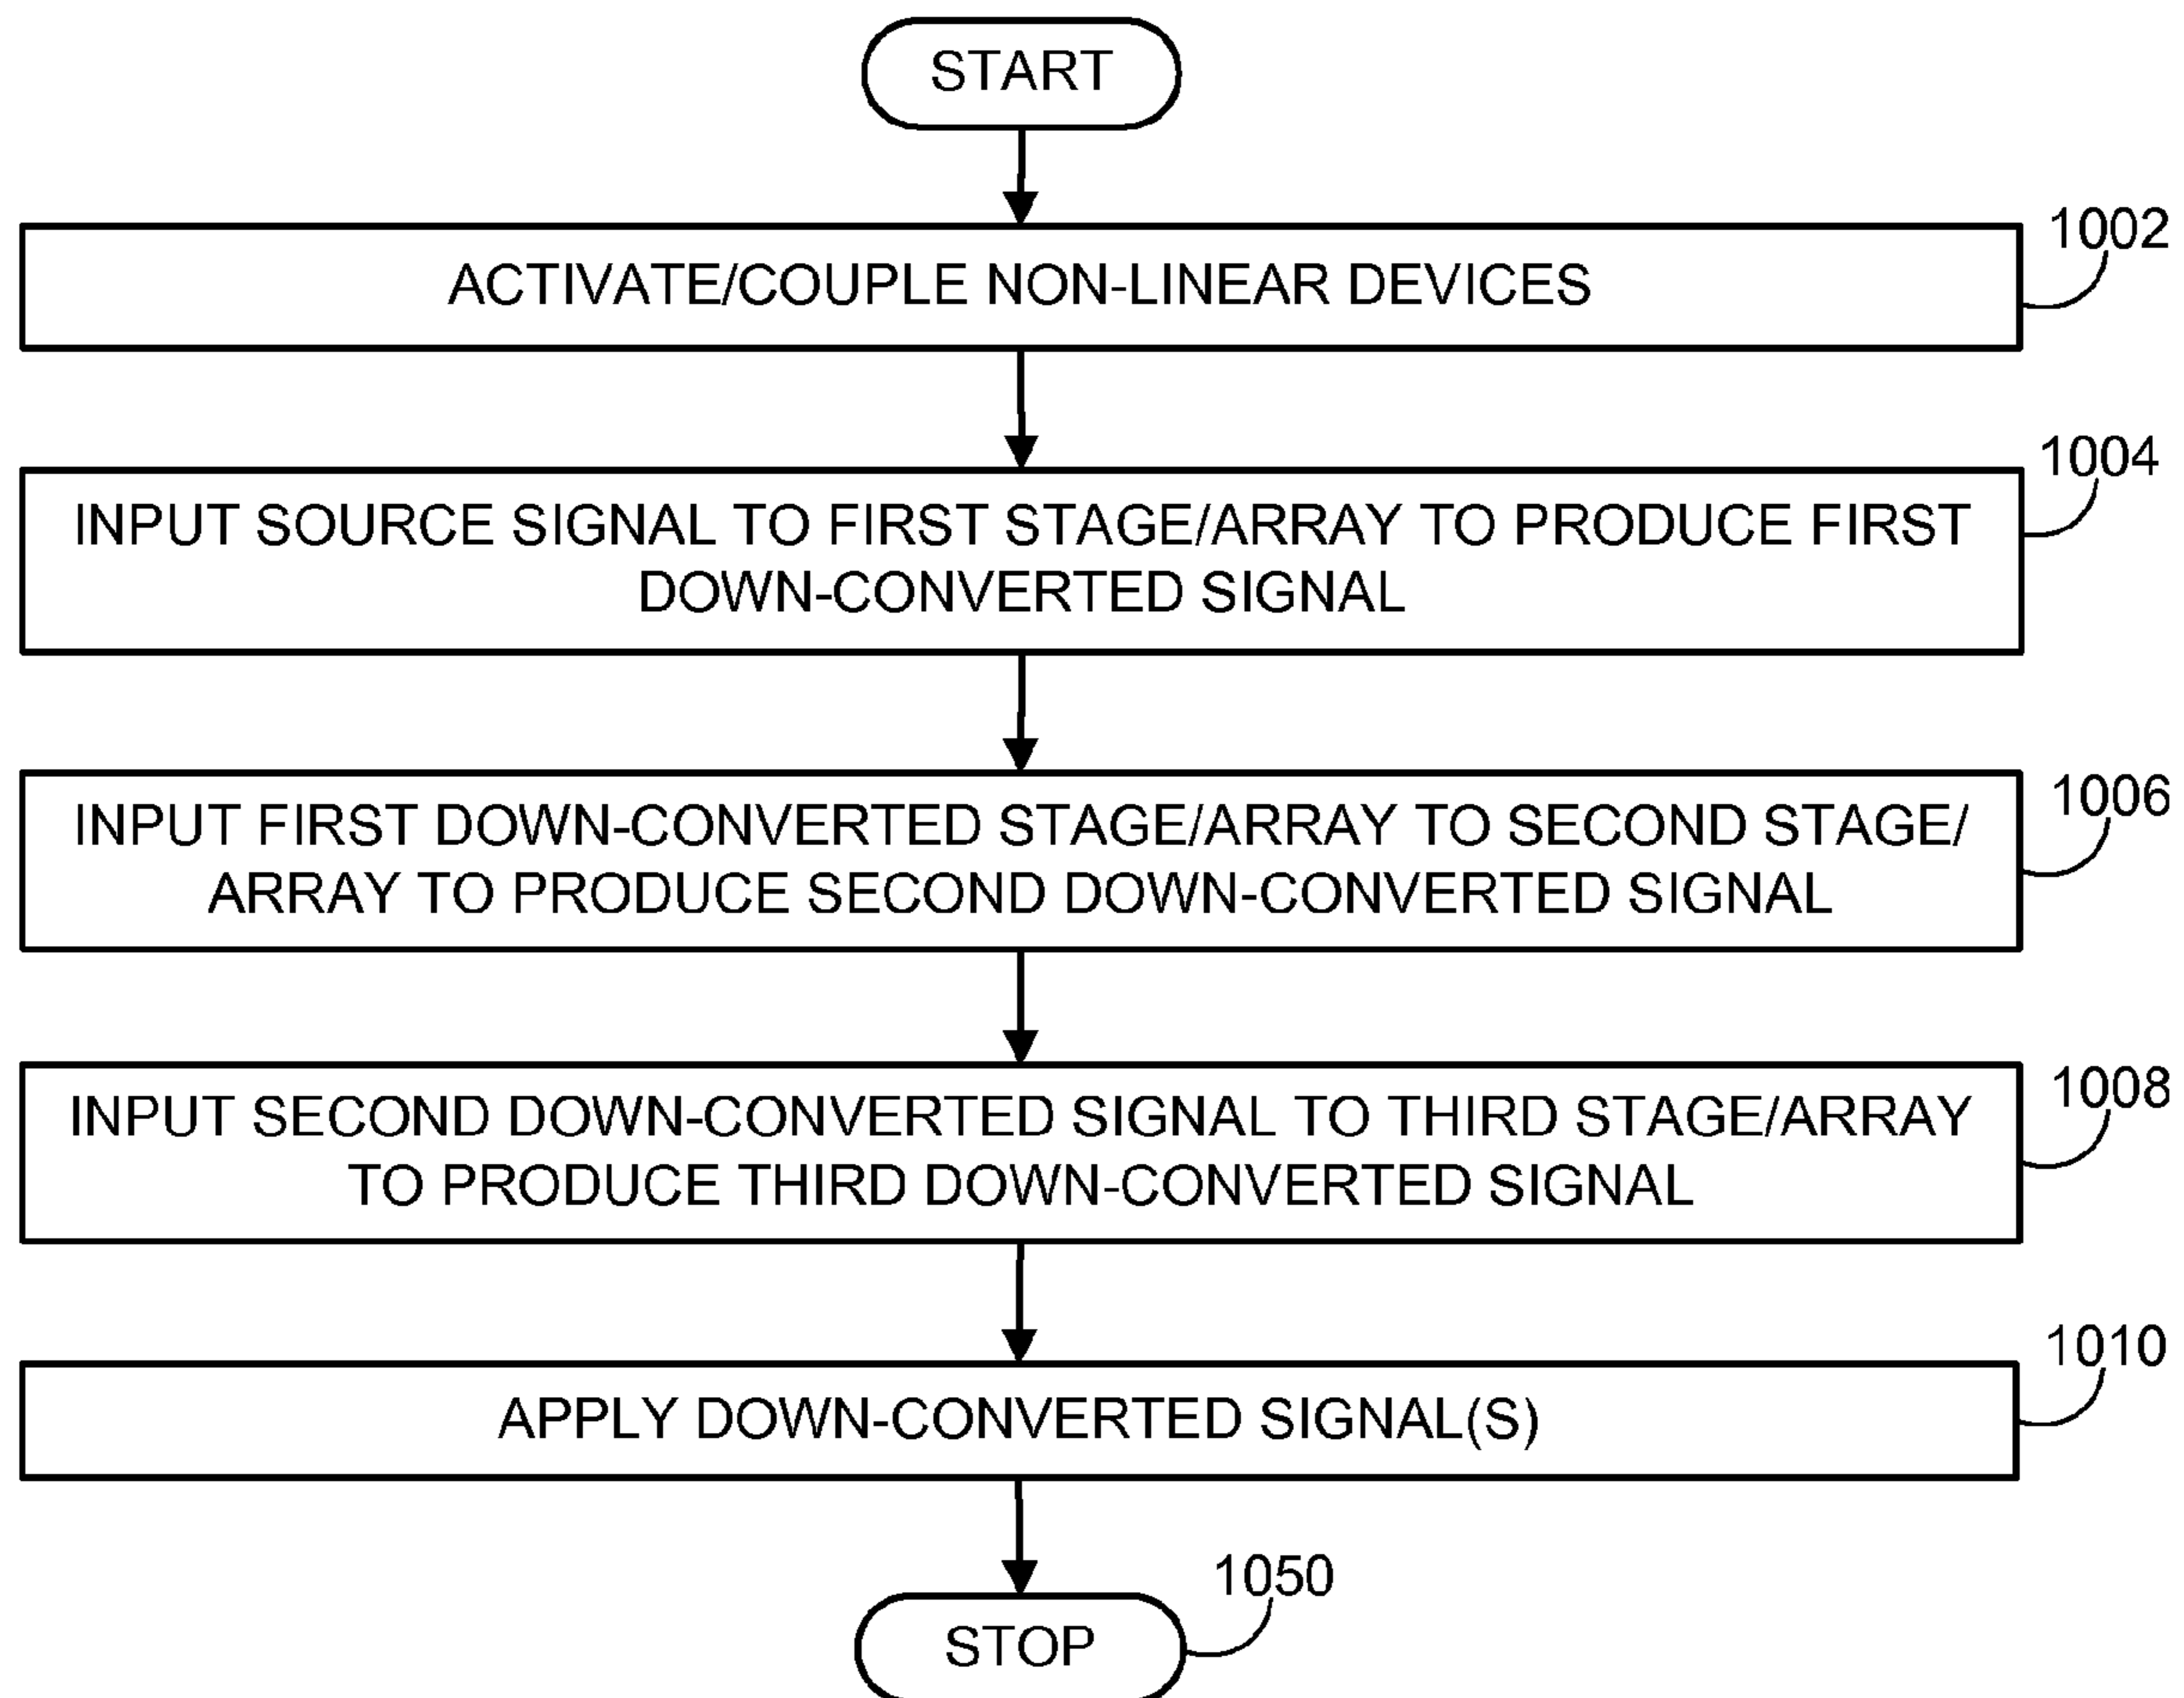 START
1002
ACTIVATE/COUPLE NON-LINEAR DEVICES
1004
INPUT SOURCE SIGNAL TO FIRST STAGE/ARRAY TO PRODUCE FIRST
DOWN-CONVERTED SIGNAL
1006
INPUT FIRST DOWN-CONVERTED STAGE/ARRAY TO SECOND STAGE/
ARRAY TO PRODUCE SECOND DOWN-CONVERTED SIGNAL
1008
INPUT SECOND DOWN-CONVERTED SIGNAL TO THIRD STAGE/ARRAY
TO PRODUCE THIRD DOWN-CONVERTED SIGNAL
1010
APPLY DOWN-CONVERTED SIGNAL(S)
1050
STOP